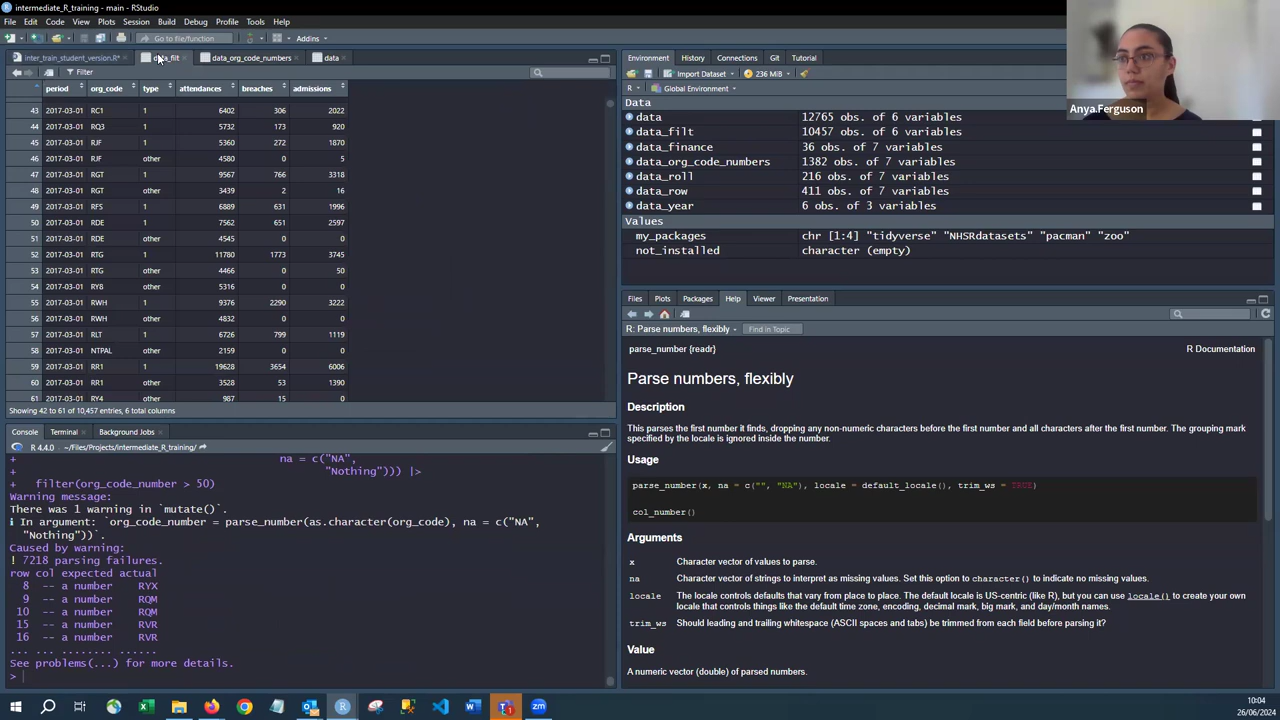 intermediate_R_training - main - RStudio
File Edit Code View Plots Session Build Debug Profile Tools Help
Go to file/function Addins
inter_train_student_version.R* data_filt data_org_code_numbers data
Filter
period org_code type attendances breaches admissions
43 2017-03-01 RC1 1 6402 306 2022
44 2017-03-01 RQ3 1 5732 173 920
45 2017-03-01 RJF 1 5360 272 1870
46 2017-03-01 RJF other 4580 0 5
47 2017-03-01 RGT 1 9567 766 3318
48 2017-03-01 RGT other 3439 2 16
49 2017-03-01 RFS 1 6889 631 1996
50 2017-03-01 RDE 1 7562 651 2597
51 2017-03-01 RDE other 4545 0 0
52 2017-03-01 RTG 1 11780 1773 3745
53 2017-03-01 RTG other 4466 0 50
54 2017-03-01 RY8 other 5316 0 0
55 2017-03-01 RWH 1 9376 2290 3222
56 2017-03-01 RWH other 4832 0 0
57 2017-03-01 RLT 1 6726 799 1119
58 2017-03-01 NTPAL other 2159 0 0
59 2017-03-01 RR1 1 19628 3654 6006
60 2017-03-01 RR1 other 3528 53 1390
61 2017-03-01 RY4 other 987 15 0
Showing 42 to 61 of 10,457 entries, 6 total columns
Console Terminal Background Jobs
R 4.4.0 · ~/Files/Projects/intermediate_R_training/
+ na = c("NA",
+ "Nothing"))) |>
+ filter(org_code_number > 50)
Warning message:
There was 1 warning in `mutate()`.
ℹ In argument: `org_code_number = parse_number(as.character(org_code), na = c("NA",
"Nothing"))`.
Caused by warning:
! 7218 parsing failures.
row col expected actual
8 -- a number RYX
9 -- a number RQM
10 -- a number RQM
15 -- a number RVR
16 -- a number RVR
... ... ........ ......
See problems(...) for more details.
>
Environment History Connections Git Tutorial
Import Dataset 236 MiB
R Global Environment
Data
data 12765 obs. of 6 variables
data_filt 10457 obs. of 6 variables
data_finance 36 obs. of 7 variables
data_org_code_numbers 1382 obs. of 7 variables
data_roll 216 obs. of 7 variables
data_row 411 obs. of 7 variables
data_year 6 obs. of 3 variables
Values
my_packages chr [1:4] "tidyverse" "NHSRdatasets" "pacman" "zoo"
not_installed character (empty)
Files Plots Packages Help Viewer Presentation
R: Parse numbers, flexibly Find in Topic
parse_number {readr} R Documentation
Parse numbers, flexibly
Description
This parses the first number it finds, dropping any non-numeric characters before the first number and all characters after the first number. The grouping mark
specified by the locale is ignored inside the number.
Usage
parse_number(x, na = c("", "NA"), locale = default_locale(), trim_ws = TRUE)
col_number()
Arguments
x Character vector of values to parse.
na Character vector of strings to interpret as missing values. Set this option to character() to indicate no missing values.
locale The locale controls defaults that vary from place to place. The default locale is US-centric (like R), but you can use locale() to create your own
locale that controls things like the default time zone, encoding, decimal mark, big mark, and day/month names.
trim_ws Should leading and trailing whitespace (ASCII spaces and tabs) be trimmed from each field before parsing it?
Value
A numeric vector (double) of parsed numbers.
Anya.Ferguson
10:04
26/06/2024